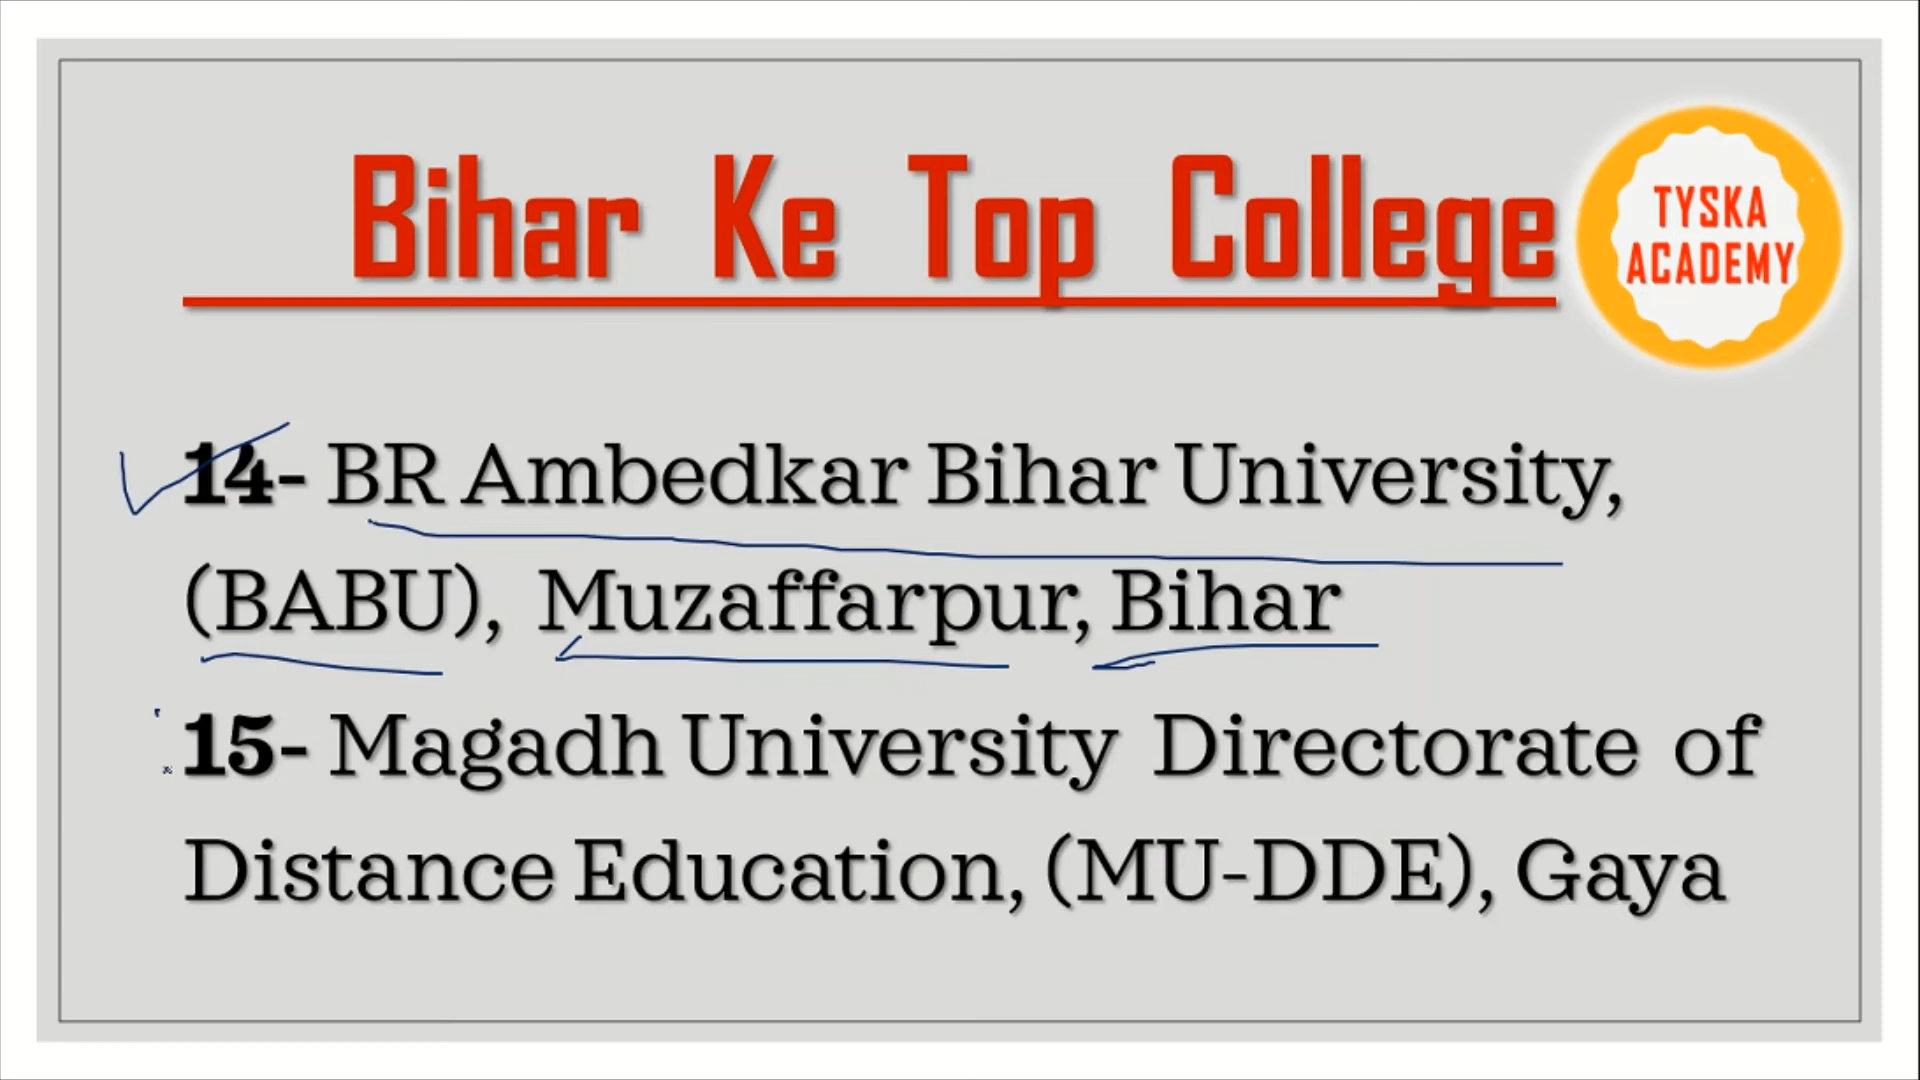 Bihar Ke Top College
TYSKA
ACADEMY
14- BR Ambedkar Bihar University,
(BABU), Muzaffarpur, Bihar
15- Magadh University Directorate of
Distance Education, (MU-DDE), Gaya